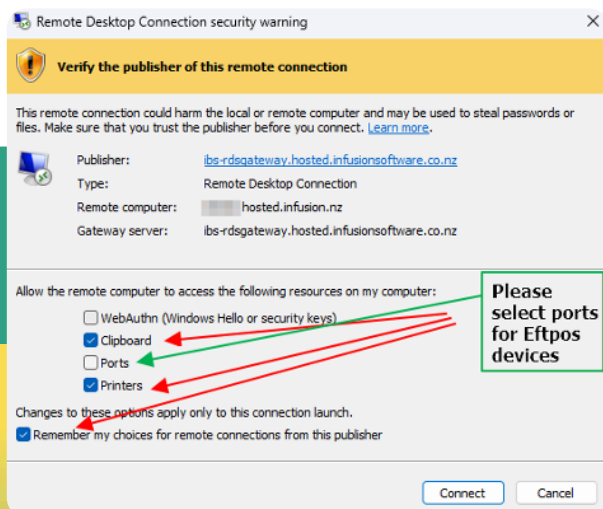 Remote Desktop Connection security warning
Verify the publisher of this remote connection
This remote connection could harm the local or remote computer and may be used to steal passwords or
files. Make sure that you trust the publisher before you connect. Learn more.
Publisher: ibs-rdsgateway.hosted.infusionsoftware.co.nz
Type: Remote Desktop Connection
Remote computer: hosted.infusion.nz
Gateway server: ibs-rdsgateway.hosted.infusionsoftware.co.nz
Allow the remote computer to access the following resources on my computer:
WebAuthn (Windows Hello or security keys)
Clipboard
Ports
Printers
Please
select ports
for Eftpos
devices
Changes to these options apply only to this connection launch.
Remember my choices for remote connections from this publisher
Connect Cancel